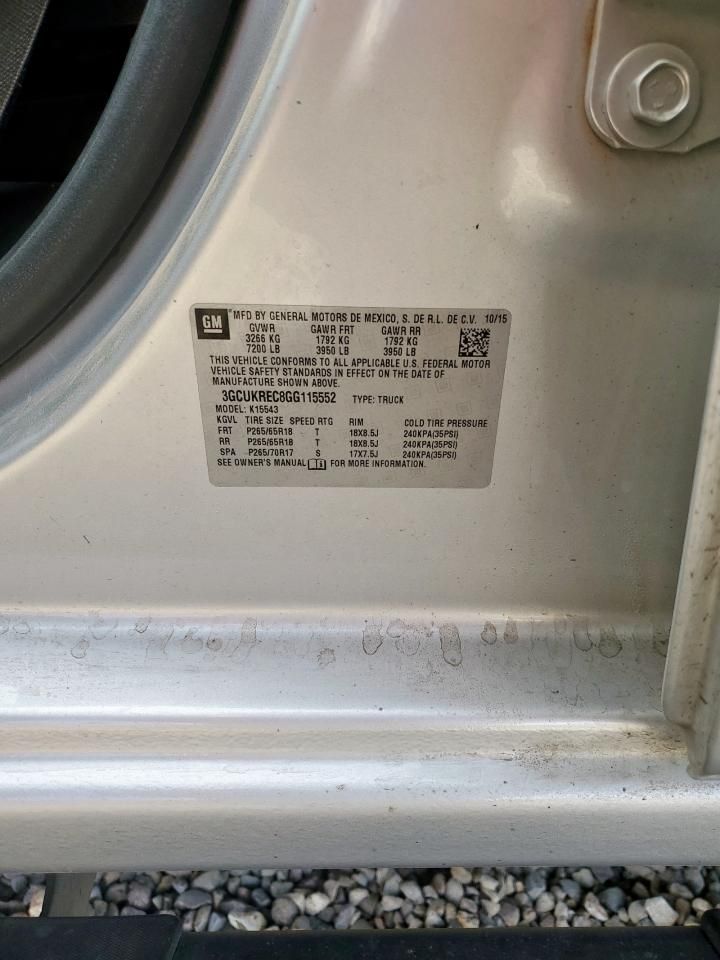 GM ® MFD BY GENERAL MOTORS DE MEXICO, S. DE R.L. DE C.V. 10/15
GVWR GAWR FRT GAWR RR
3266 KG 1792 KG 1792 KG
7200 LB 3950 LB 3950 LB
THIS VEHICLE CONFORMS TO ALL APPLICABLE U.S. FEDERAL MOTOR
VEHICLE SAFETY STANDARDS IN EFFECT ON THE DATE OF
MANUFACTURE SHOWN ABOVE.
3GCUKREC8GG115552 TYPE: TRUCK
MODEL: K15543
KGVL TIRE SIZE SPEED RTG RIM COLD TIRE PRESSURE
FRT P265/65R18 T 18X8.5J 240KPA(35PSI)
RR P265/65R18 T 18X8.5J 240KPA(35PSI)
SPA P265/70R17 S 17X7.5J 240KPA(35PSI)
SEE OWNER'S MANUAL FOR MORE INFORMATION.